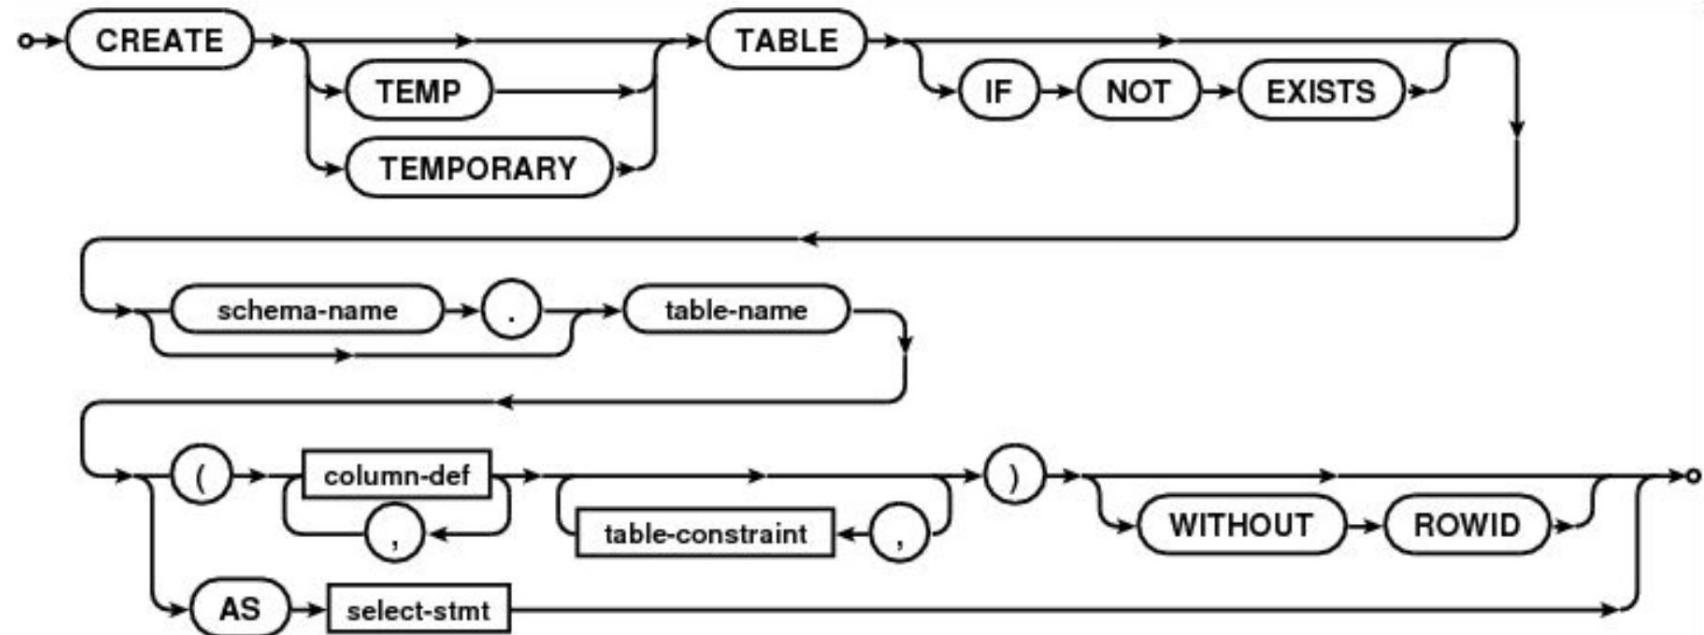 CREATE TABLE
TEMP IF NOT EXISTS
TEMPORARY
schema-name . table-name
( column-def )
, table-constraint , WITHOUT ROWID
AS select-stmt